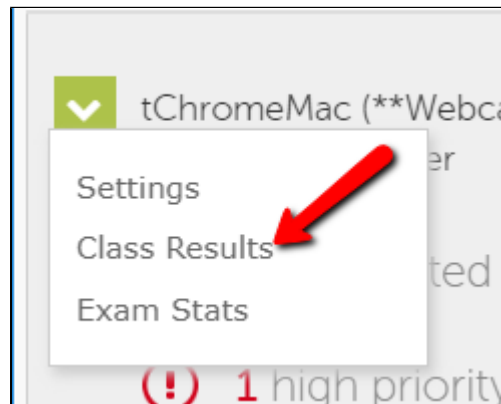 tChromeMac (**Webca
er
Settings
Class Results
ted
Exam Stats
1 high priority